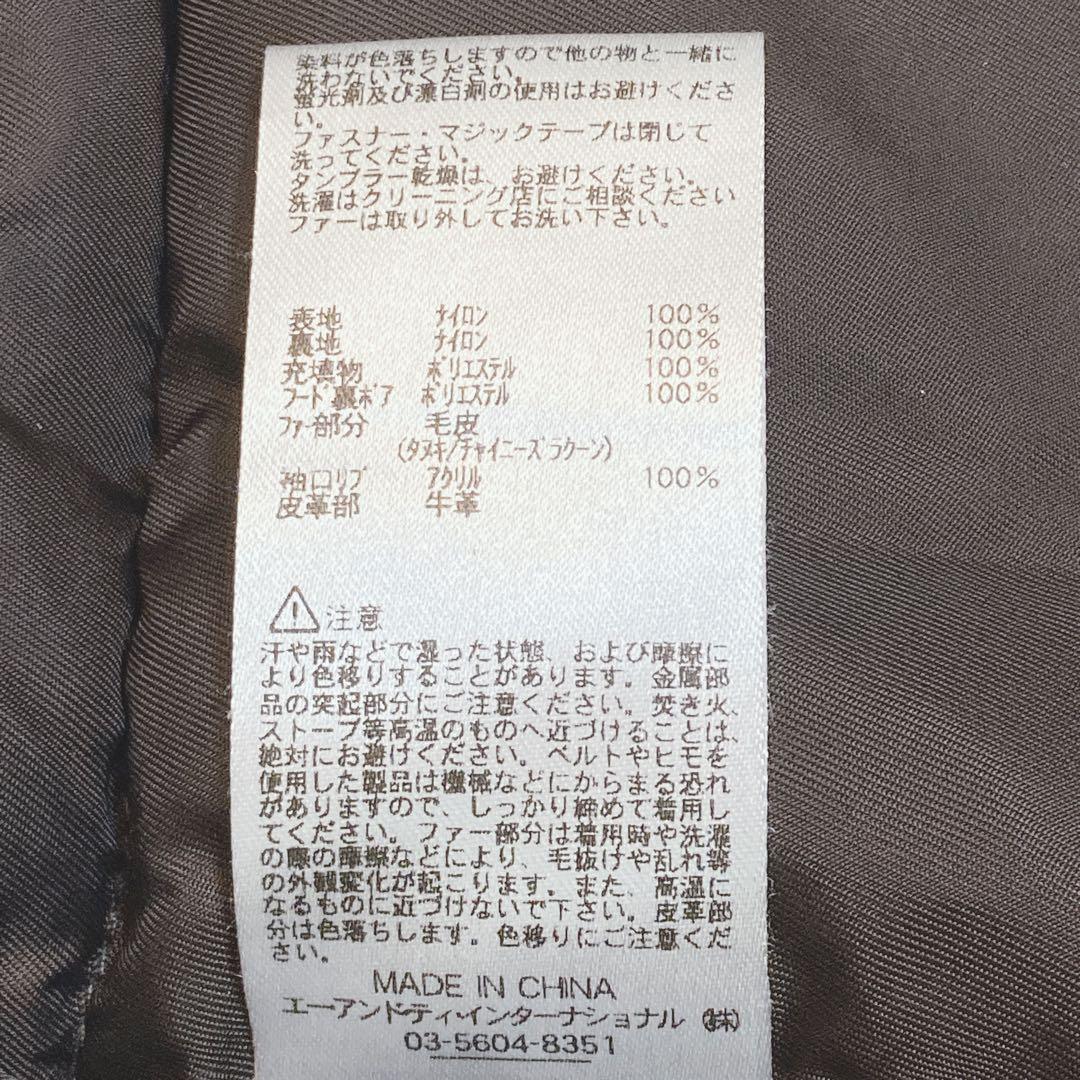 染料が色落ちしますので他の物と一緒に
洗わないでください。
蛍光剤及び漂白剤の使用はお避けくださ
い。
ファスナー・マジックテープは閉じて
洗ってください。
タンブラー乾燥は、お避けください。
洗濯はクリーニング店にご相談ください
ファーは取り外してお洗い下さい。
表地 ナイロン 100%
裏地 ナイロン 100%
充填物 ポリエステル 100%
フード裏ボア ポリエステル 100%
ファー部分 毛皮
(タヌキ/チャイニーズラクーン)
袖口リブ アクリル 100%
皮革部 牛革
注意
汗や雨などで湿った状態、および摩擦に
より色移りすることがあります。金属部
品の突起部分にご注意ください。焚き火、
ストーブ等高温のものへ近づけることは、
絶対にお避けください。ベルトやヒモを
使用した製品は機械などにからまる恐れ
がありますので、しっかり締めて着用し
てください。ファー部分は着用時や洗濯
の際の摩擦などにより、毛抜けや乱れ等
の外観変化が起こります。また、高温に
なるものに近づけないで下さい。皮革部
分は色落ちします。色移りにご注意くだ
さい。
MADE IN CHINA
エーアンドティ・インターナショナル(株)
03-5604-8351